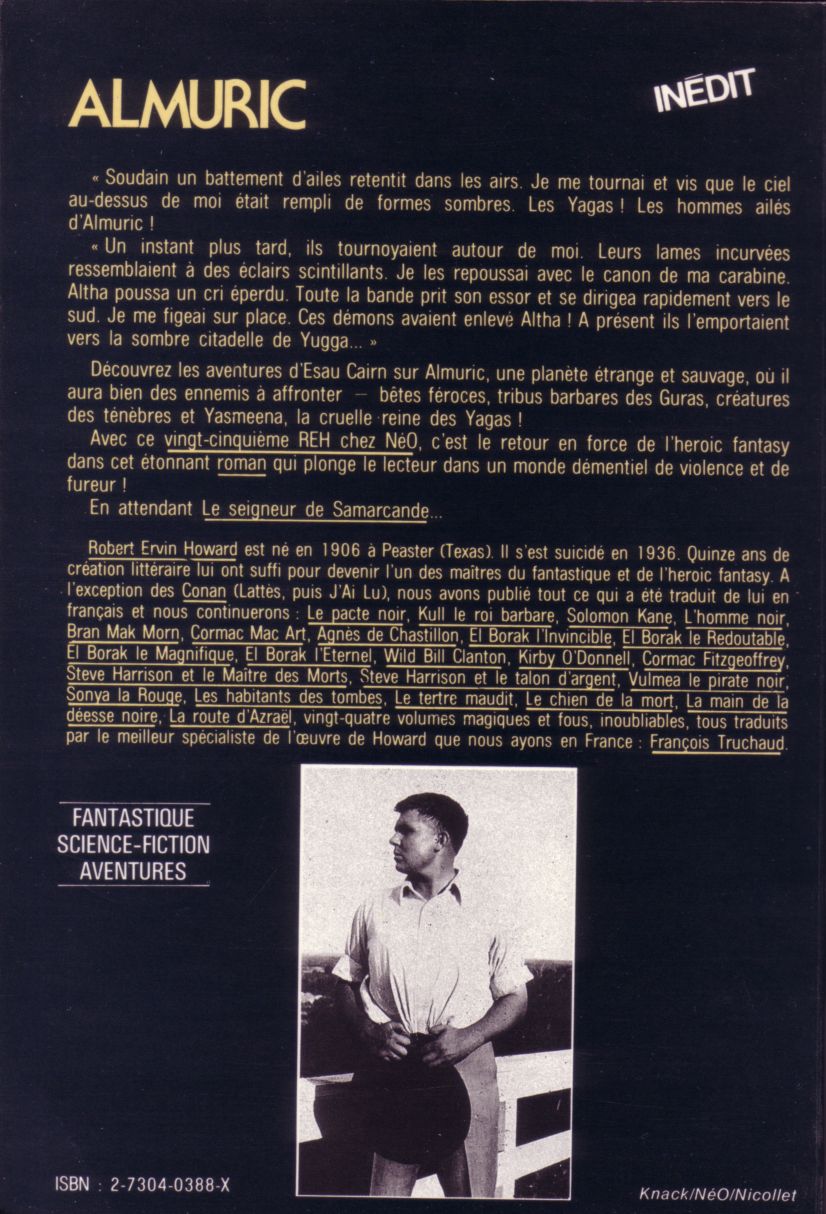 ALMURIC
INÉDIT
« Soudain un battement d'ailes retentit dans les airs. Je me tournai et vis que le ciel
au-dessus de moi était rempli de formes sombres. Les Yagas ! Les hommes ailés
d'Almuric !
« Un instant plus tard, ils tournoyaient autour de moi. Leurs lames incurvées
ressemblaient à des éclairs scintillants. Je les repoussai avec le canon de ma carabine.
Altha poussa un cri éperdu. Toute la bande prit son essor et se dirigea rapidement vers le
sud. Je me figeai sur place. Ces démons avaient enlevé Altha ! A présent ils l'emportaient
vers la sombre citadelle de Yugga... »
Découvrez les aventures d'Esau Cairn sur Almuric, une planète étrange et sauvage, où il
aura bien des ennemis à affronter — bêtes féroces, tribus barbares des Guras, créatures
des ténèbres et Yasmeena, la cruelle reine des Yagas !
Avec ce vingt-cinquième REH chez NéO, c'est le retour en force de l'heroic fantasy
dans cet étonnant roman qui plonge le lecteur dans un monde démentiel de violence et de
fureur !
En attendant Le seigneur de Samarcande...
Robert Ervin Howard est né en 1906 à Peaster (Texas). Il s'est suicidé en 1936. Quinze ans de
création littéraire lui ont suffi pour devenir l'un des maîtres du fantastique et de l'heroic fantasy. A
l'exception des Conan (Lattès, puis J'Ai Lu), nous avons publié tout ce qui a été traduit de lui en
français et nous continuerons : Le pacte noir, Kull le roi barbare, Solomon Kane, L'homme noir,
Bran Mak Morn, Cormac Mac Art, Agnès de Chastillon, El Borak l'Invincible, El Borak le Redoutable,
El Borak le Magnifique, El Borak l'Eternel, Wild Bill Clanton, Kirby O'Donnell, Cormac Fitzgeoffrey,
Steve Harrison et le Maître des Morts, Steve Harrison et le talon d'argent, Vulmea le pirate noir,
Sonya la Rouge, Les habitants des tombes, Le tertre maudit, Le chien de la mort, La main de la
déesse noire, La route d'Azraël, vingt-quatre volumes magiques et fous, inoubliables, tous traduits
par le meilleur spécialiste de l'œuvre de Howard que nous ayons en France : François Truchaud.
FANTASTIQUE
SCIENCE-FICTION
AVENTURES
ISBN : 2-7304-0388-X
Knack/NéO/Nicollet